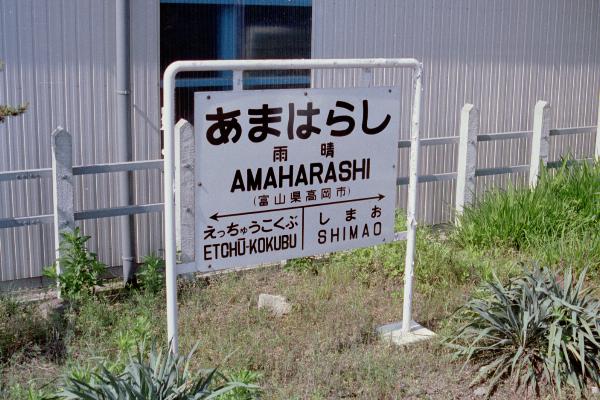 あまはらし
雨晴
AMAHARASHI
(富山県高岡市)
えっちゅうこくぶ しまお
ETCHŪ-KOKUBU SHIMAO